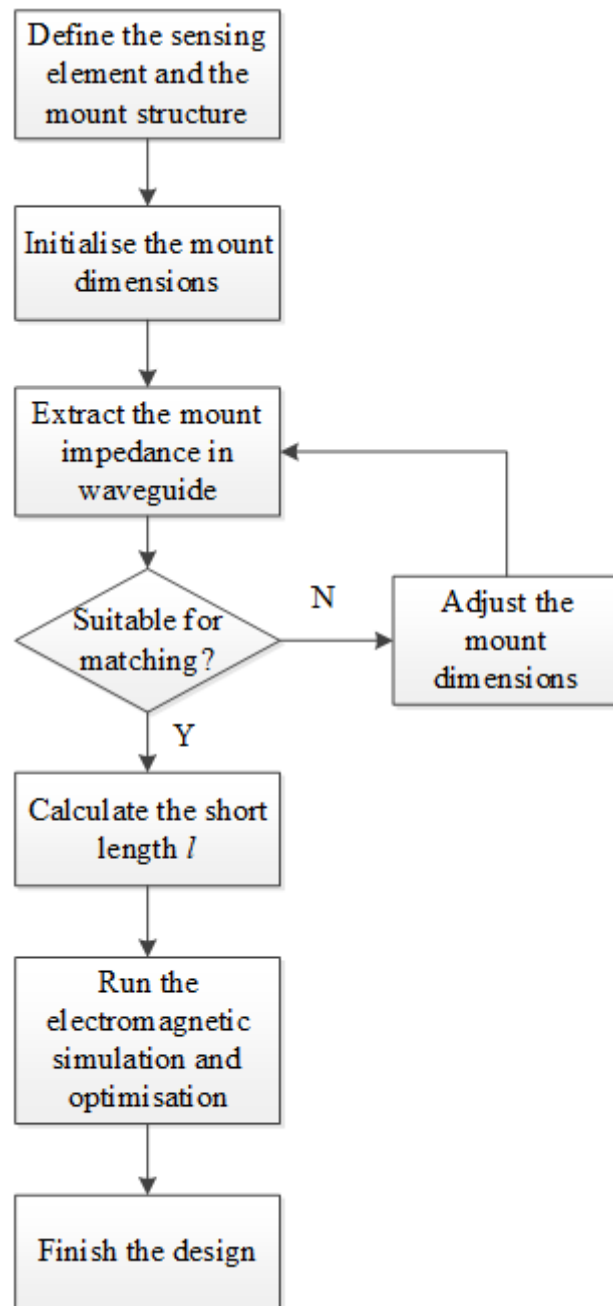 Define the sensing
element and the
mount structure
Initialise the mount
dimensions
Extract the mount
impedance in
waveguide
Suitable for
matching?
N
Adjust the
mount
dimensions
Y
Calculate the short
length l
Run the
electromagnetic
simulation and
optimisation
Finish the design